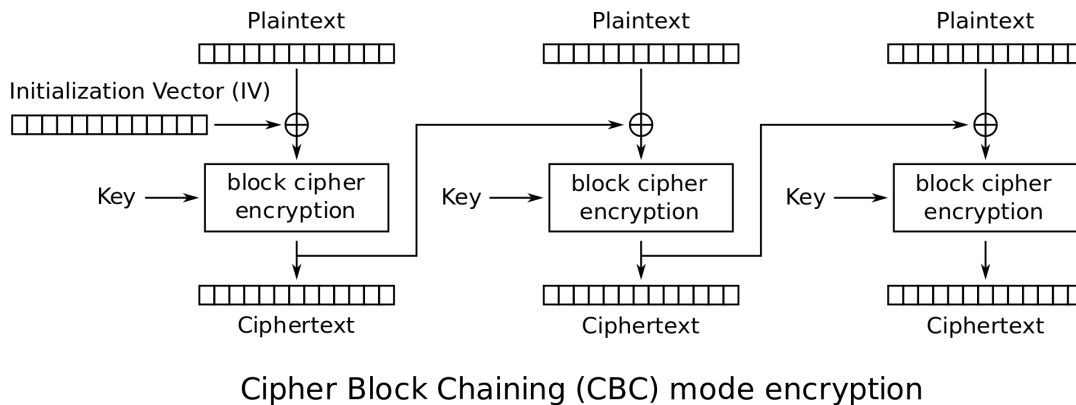 Plaintext
Plaintext
Plaintext
Initialization Vector (IV)
Key
block cipher
encryption
Key
block cipher
encryption
Key
block cipher
encryption
Ciphertext
Ciphertext
Ciphertext
Cipher Block Chaining (CBC) mode encryption